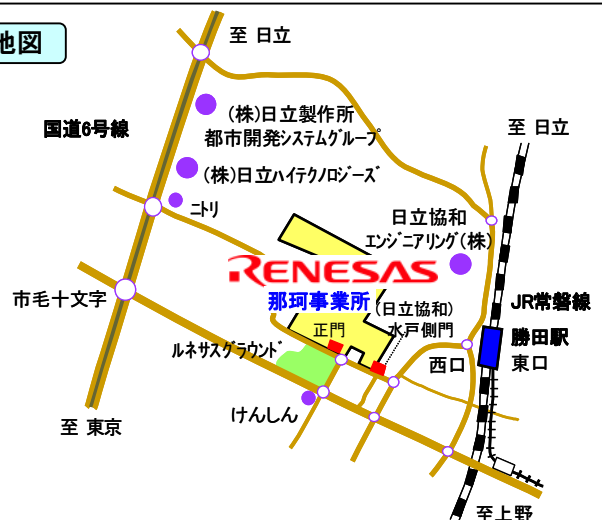 地図
至 日立
国道6号線
(株)日立製作所
都市開発システムグループ
(株)日立ハイテクノロジーズ
ニトリ
至 日立
日立協和
エンジニアリング(株)
RENESAS
那珂事業所
(日立協和)
水戸側門
正門
市毛十文字
ルネサスグラウンド
JR常磐線
勝田駅
西口
東口
けんしん
至 東京
至上野